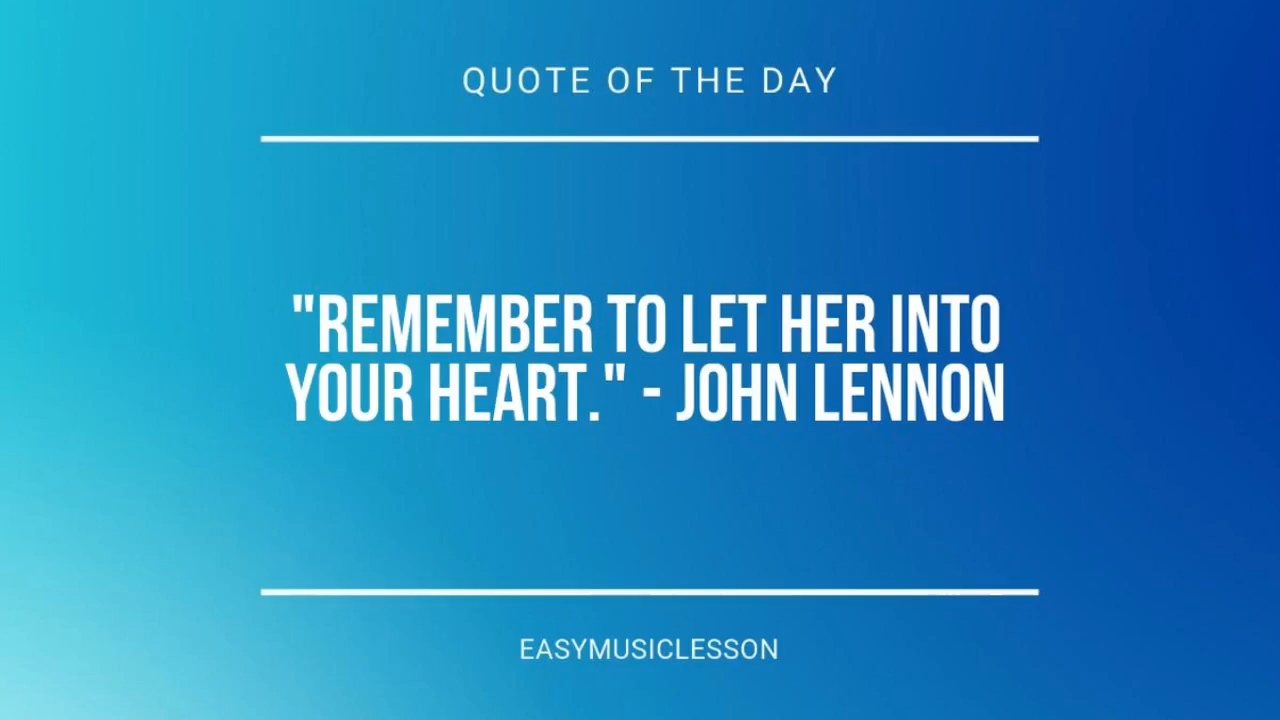 QUOTE OF THE DAY
"REMEMBER TO LET HER INTO
YOUR HEART." - JOHN LENNON
EASYMUSICLESSON